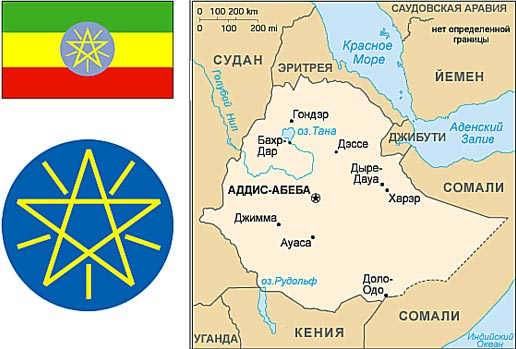 0 100 200 km
0 100 200 mi
САУДОВСКАЯ АРАВИЯ
нет определенной
границы
Красное
Море
СУДАН
ЭРИТРЕЯ
ЙЕМЕН
Голубой Нил
Гондэр
оз.Тана
Бахр-
Дар
Дэссе
ДЖИБУТИ
Аденский
Залив
Дыре-
Дауа
Харэр
СОМАЛИ
АДДИС-АБЕБА
Джимма
Ауаса
оз.Рудольф
Доло-
Одо
УГАНДА
КЕНИЯ
СОМАЛИ
Индийский
Океан